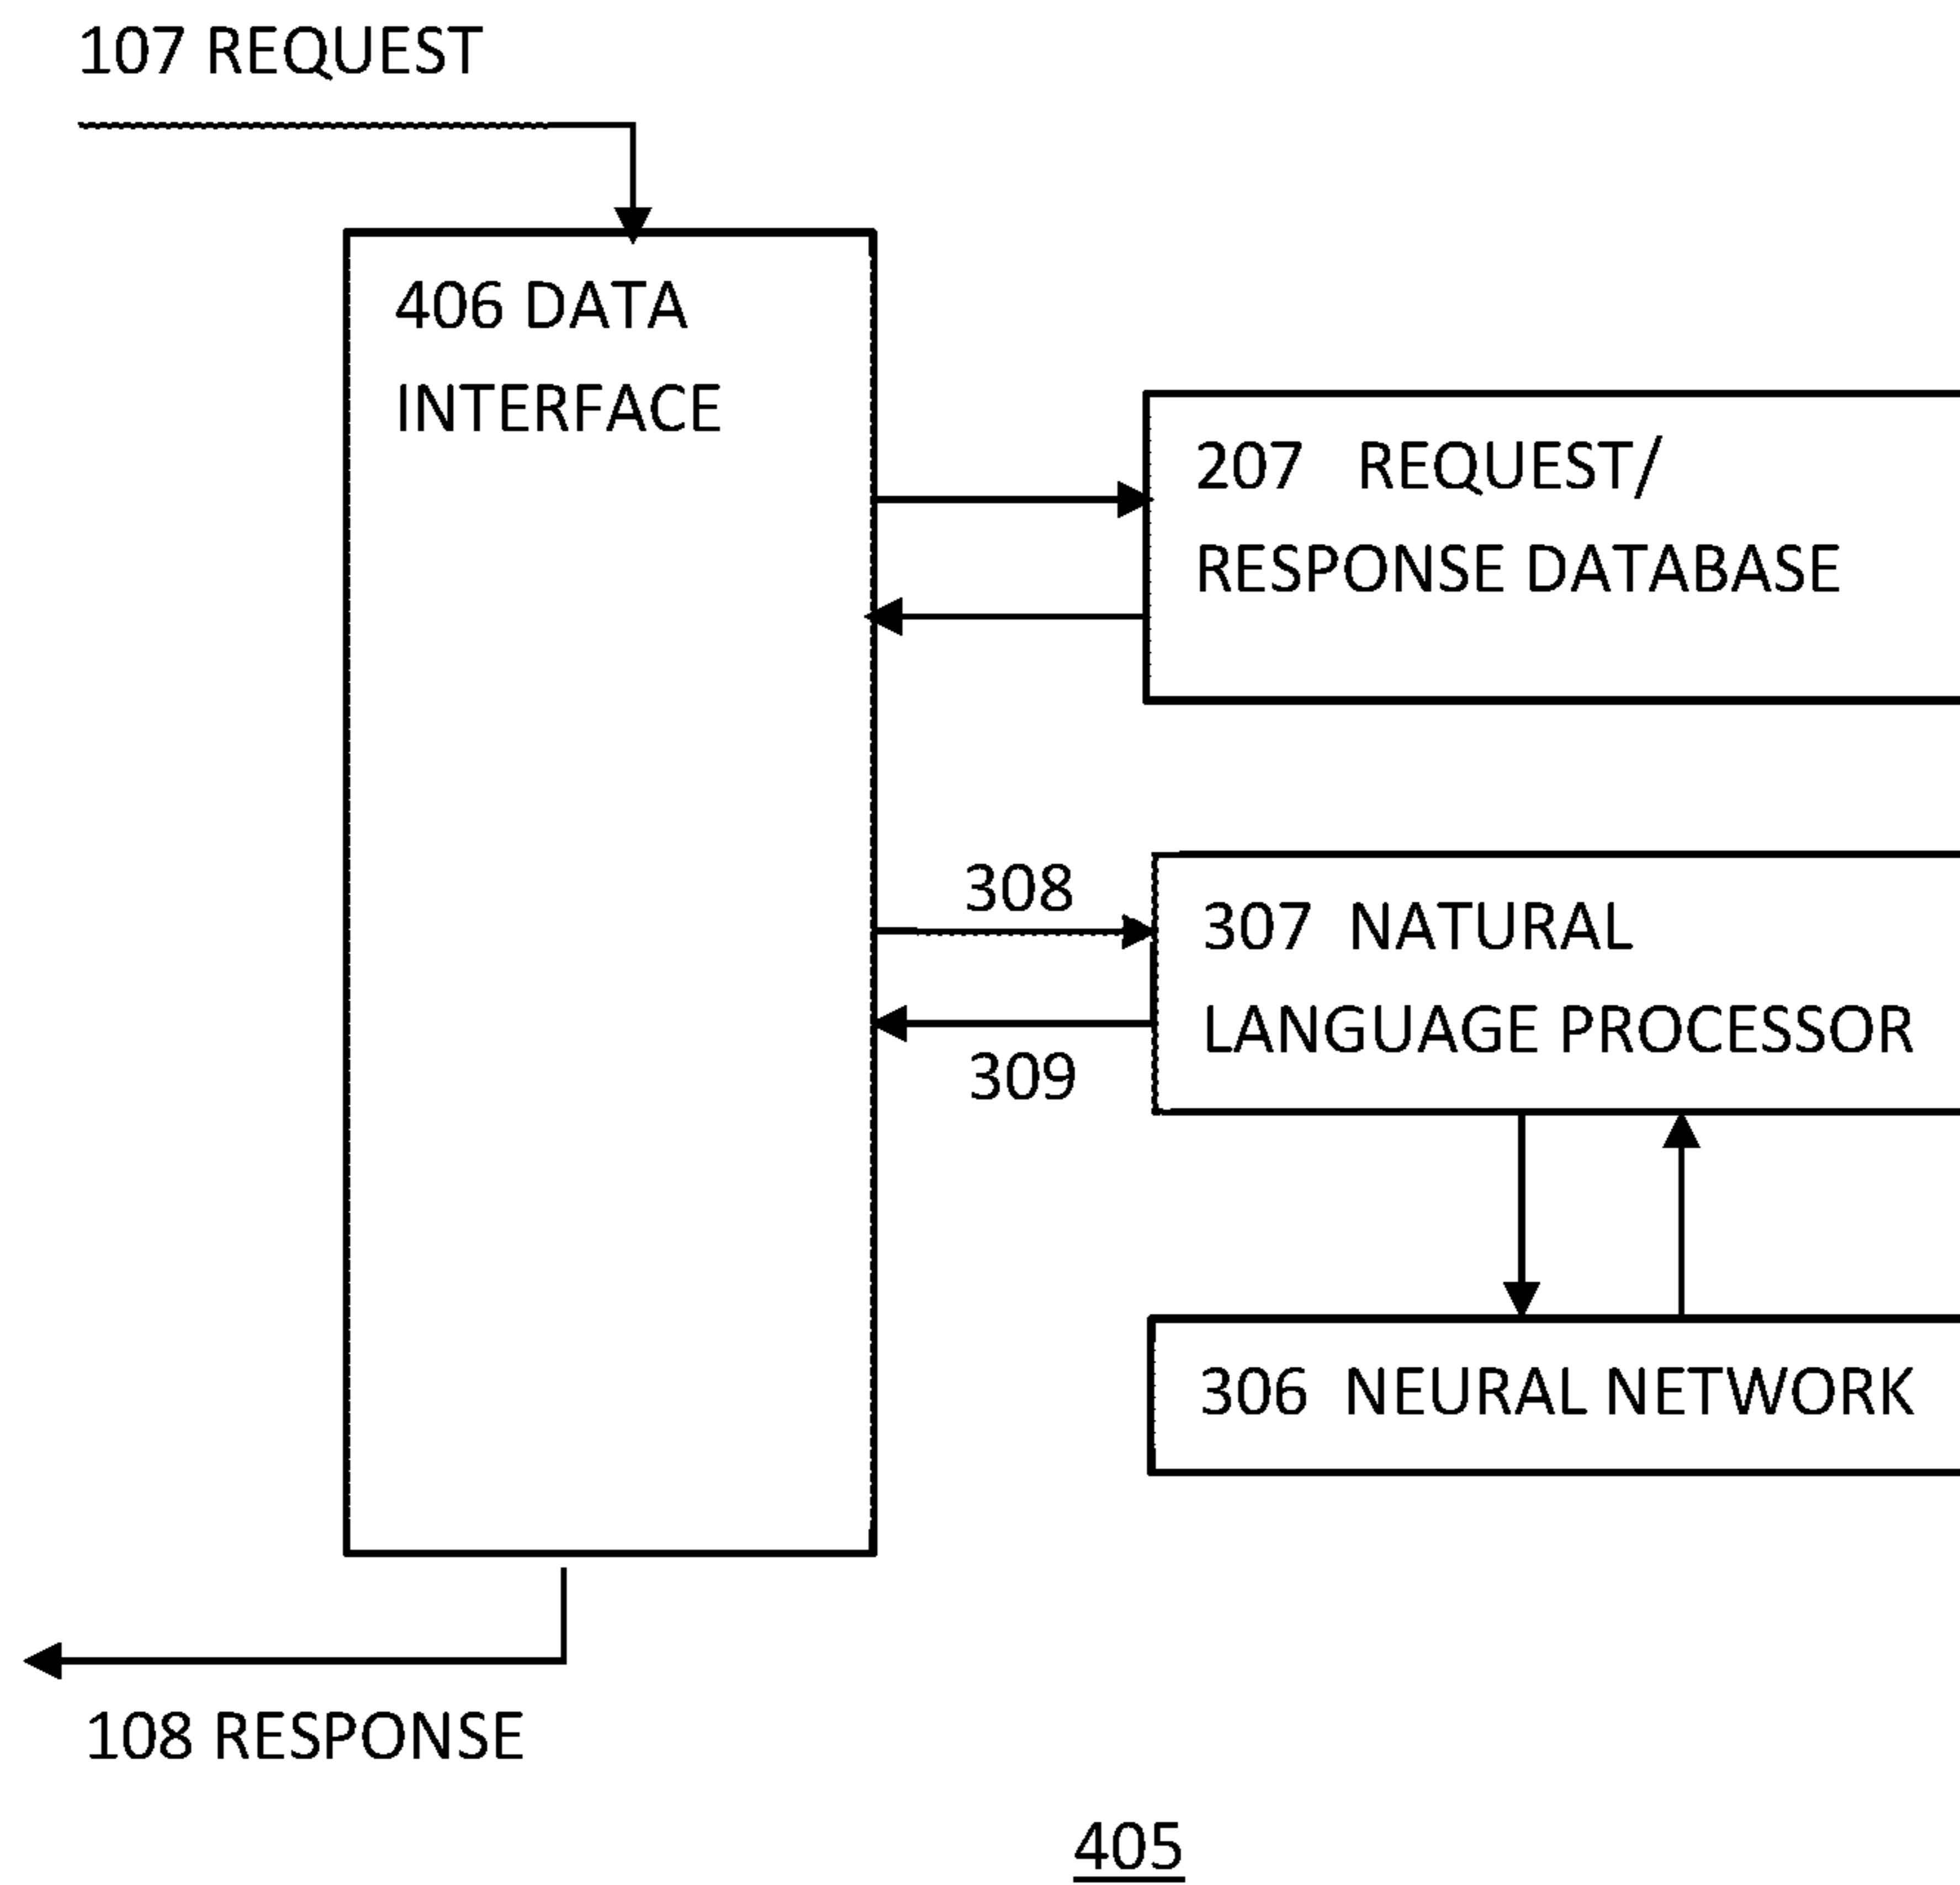 107 REQUEST
406 DATA
INTERFACE
207 REQUEST/
RESPONSE DATABASE
308
307 NATURAL
LANGUAGE PROCESSOR
309
306 NEURAL NETWORK
108 RESPONSE
405